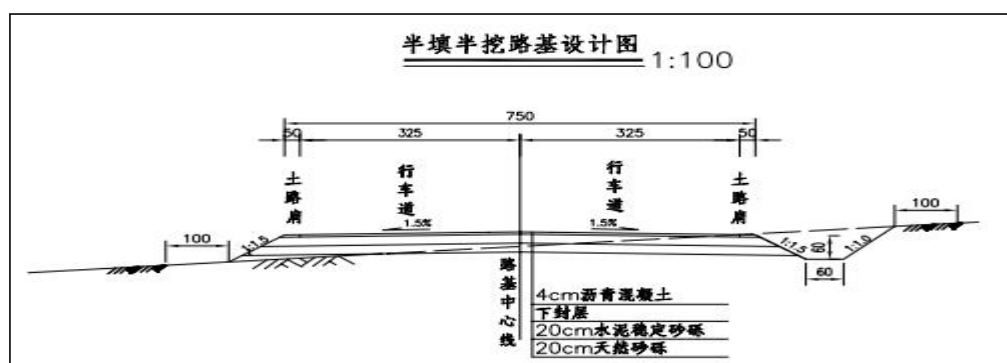 半填半挖路基设计图 1:100
750
50 325 325 50
土路肩
行车道
行车道
土路肩
1.5% 1.5%
100
100
1:1.5
1:1.5
60
1:1.0
60
路基中心线
4cm沥青混凝土
下封层
20cm水泥稳定砂砾
20cm天然砂砾